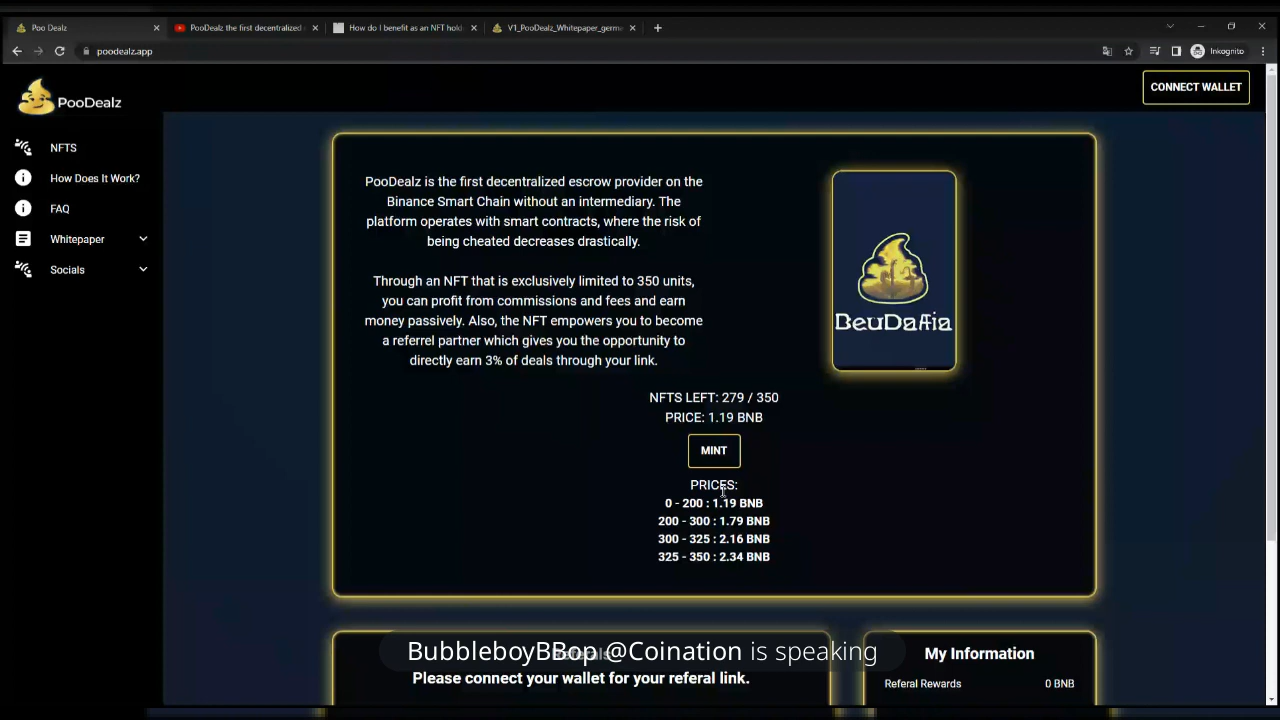 Poo Dealz
PooDealz the first decentralized
How do I benefit as an NFT hold
V1_PooDealz_Whitepaper_germ
poodealz.app
Inkognito
PooDealz
CONNECT WALLET
NFTS
How Does It Work?
FAQ
Whitepaper
Socials
PooDealz is the first decentralized escrow provider on the
Binance Smart Chain without an intermediary. The
platform operates with smart contracts, where the risk of
being cheated decreases drastically.
Through an NFT that is exclusively limited to 350 units,
you can profit from commissions and fees and earn
money passively. Also, the NFT empowers you to become
a referrel partner which gives you the opportunity to
directly earn 3% of deals through your link.
NFTS LEFT: 279 / 350
PRICE: 1.19 BNB
MINT
PRICES:
0 - 200 : 1.19 BNB
200 - 300 : 1.79 BNB
300 - 325 : 2.16 BNB
325 - 350 : 2.34 BNB
BubbleboyBBop @Coination is speaking
Please connect your wallet for your referal link.
My Information
Referal Rewards
0 BNB